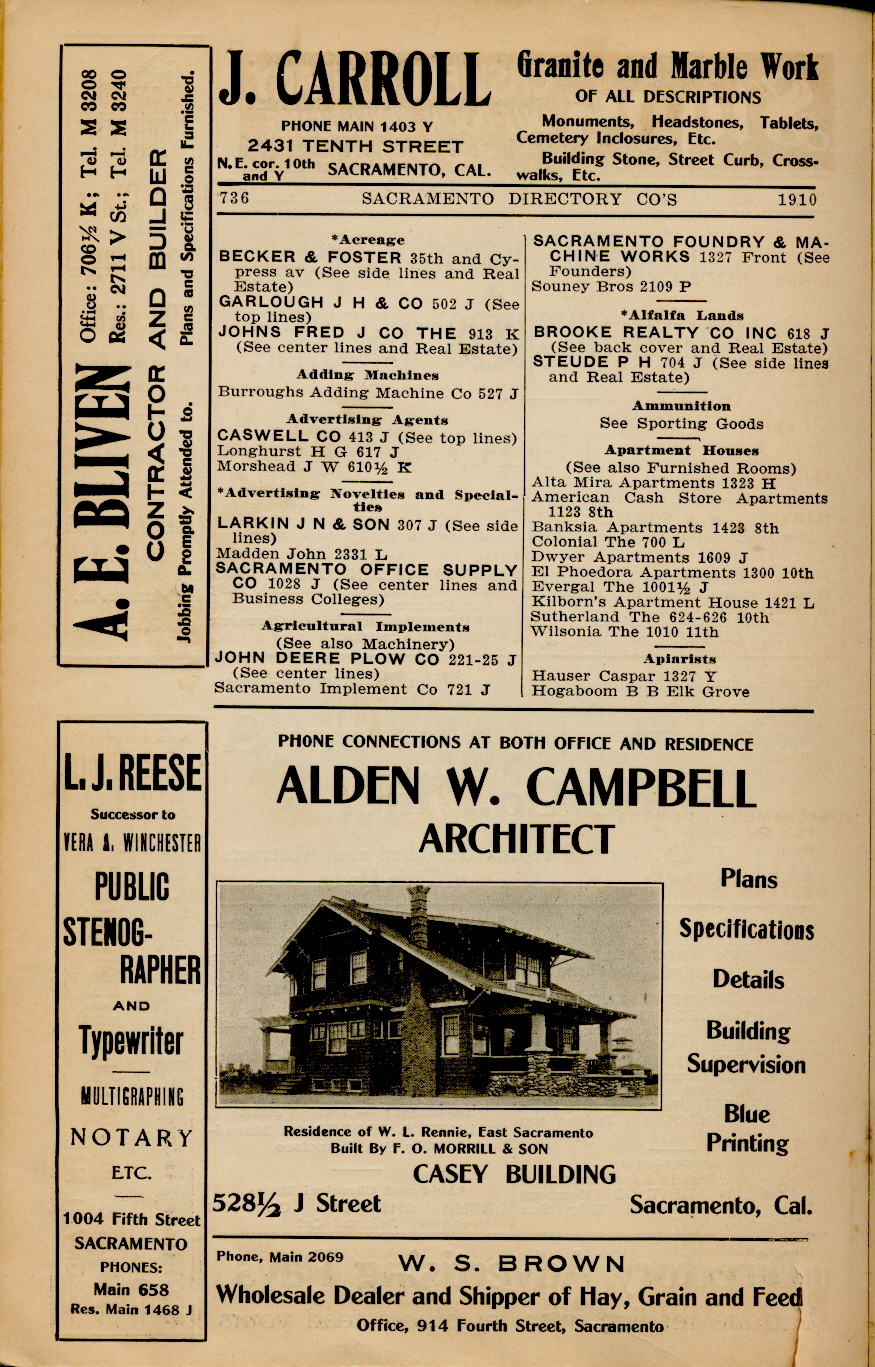 A. E. BLIVEN
Office: 706½ K; Tel. M 3208
Res.: 2711 V St.; Tel. M 3240
CONTRACTOR AND BUILDER
Jobbing Promptly Attended to. Plans and Specifications Furnished.
J. CARROLL
PHONE MAIN 1403 Y
2431 TENTH STREET
N.E. cor. 10th and Y SACRAMENTO, CAL.
Granite and Marble Work
OF ALL DESCRIPTIONS
Monuments, Headstones, Tablets,
Cemetery Inclosures, Etc.
Building Stone, Street Curb, Cross-
walks, Etc.
736 SACRAMENTO DIRECTORY CO'S 1910
*Acreage
BECKER & FOSTER 35th and Cy-
press av (See side lines and Real
Estate)
GARLOUGH J H & CO 502 J (See
top lines)
JOHNS FRED J CO THE 913 K
(See center lines and Real Estate)
Adding Machines
Burroughs Adding Machine Co 527 J
Advertising Agents
CASWELL CO 413 J (See top lines)
Longhurst H G 617 J
Morshead J W 610½ K
*Advertising Novelties and Special-
ties
LARKIN J N & SON 307 J (See side
lines)
Madden John 2331 L
SACRAMENTO OFFICE SUPPLY
CO 1028 J (See center lines and
Business Colleges)
Agricultural Implements
(See also Machinery)
JOHN DEERE PLOW CO 221-25 J
(See center lines)
Sacramento Implement Co 721 J
SACRAMENTO FOUNDRY & MA-
CHINE WORKS 1327 Front (See
Founders)
Souney Bros 2109 P
*Alfalfa Lands
BROOKE REALTY CO INC 618 J
(See back cover and Real Estate)
STEUDE P H 704 J (See side lines
and Real Estate)
Ammunition
See Sporting Goods
Apartment Houses
(See also Furnished Rooms)
Alta Mira Apartments 1323 H
American Cash Store Apartments
1123 8th
Banksia Apartments 1423 8th
Colonial The 700 L
Dwyer Apartments 1609 J
El Phoedora Apartments 1300 10th
Evergal The 1001½ J
Kilborn's Apartment House 1421 L
Sutherland The 624-626 10th
Wilsonia The 1010 11th
Apiarists
Hauser Caspar 1327 Y
Hogaboom B B Elk Grove
L. J. REESE
Successor to
VERA A. WINCHESTER
PUBLIC
STENOG-
RAPHER
AND
Typewriter
MULTIGRAPHING
NOTARY
ETC.
1004 Fifth Street
SACRAMENTO
PHONES:
Main 658
Res. Main 1468 J
PHONE CONNECTIONS AT BOTH OFFICE AND RESIDENCE
ALDEN W. CAMPBELL
ARCHITECT
Plans
Specifications
Details
Building
Supervision
Blue
Printing
Residence of W. L. Rennie, East Sacramento
Built By F. O. MORRILL & SON
CASEY BUILDING
528½ J Street Sacramento, Cal.
Phone, Main 2069 W. S. BROWN
Wholesale Dealer and Shipper of Hay, Grain and Feed
Office, 914 Fourth Street, Sacramento